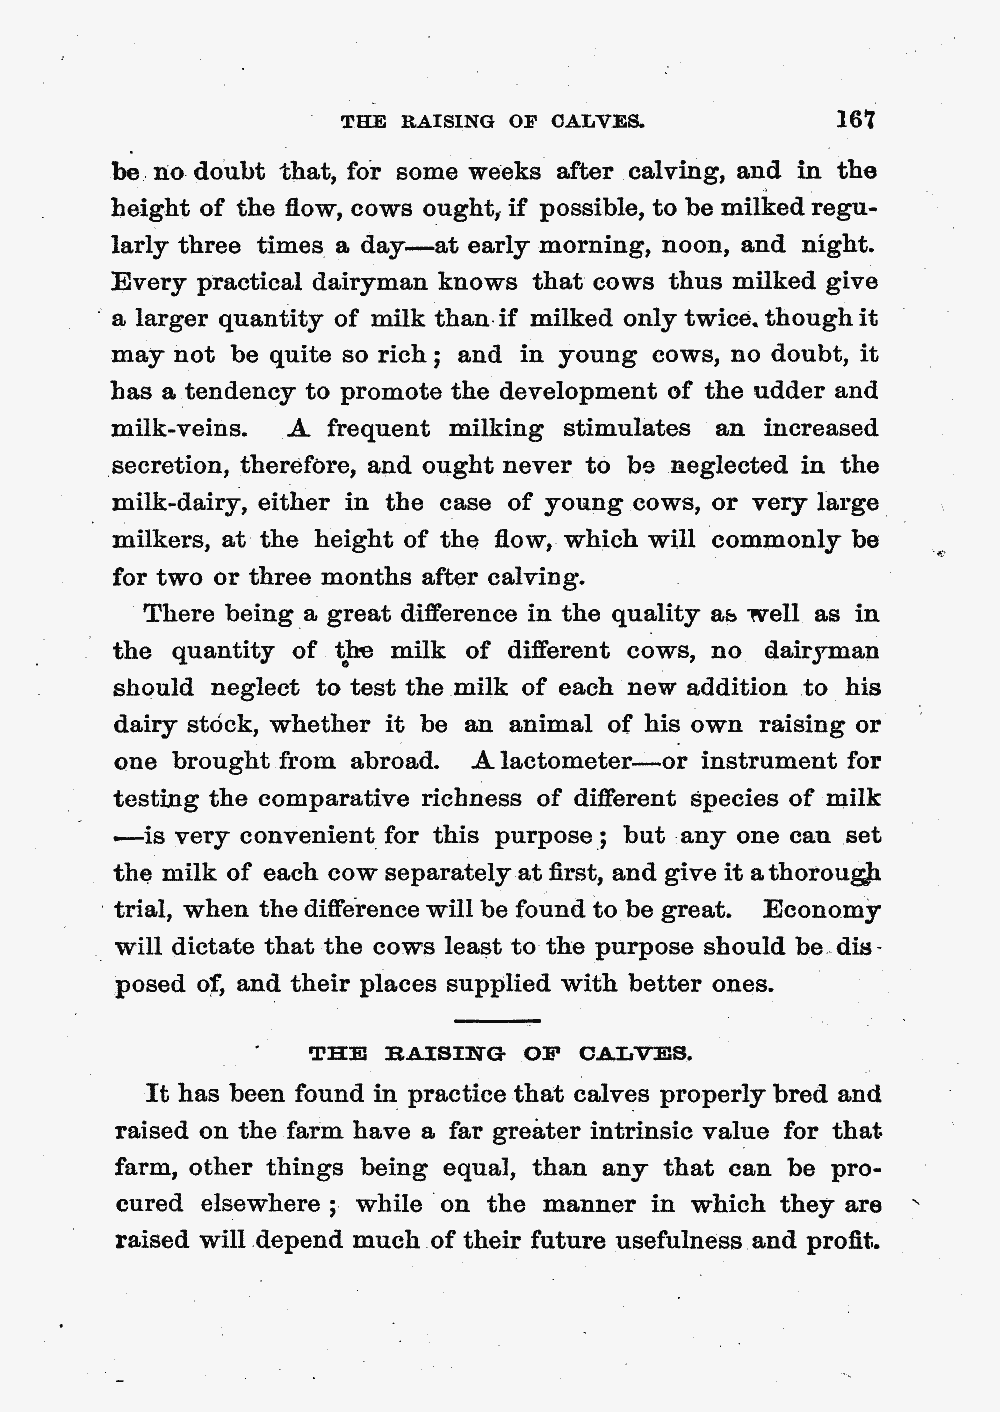 THE RAISING OF CALVES. 167
be no doubt that, for some weeks after calving, and in the
height of the flow, cows ought, if possible, to be milked regu-
larly three times a day—at early morning, noon, and night.
Every practical dairyman knows that cows thus milked give
a larger quantity of milk than if milked only twice. though it
may not be quite so rich; and in young cows, no doubt, it
has a tendency to promote the development of the udder and
milk-veins. A frequent milking stimulates an increased
secretion, therefore, and ought never to be neglected in the
milk-dairy, either in the case of young cows, or very large
milkers, at the height of the flow, which will commonly be
for two or three months after calving.
There being a great difference in the quality as well as in
the quantity of the milk of different cows, no dairyman
should neglect to test the milk of each new addition to his
dairy stock, whether it be an animal of his own raising or
one brought from abroad. A lactometer—or instrument for
testing the comparative richness of different species of milk
—is very convenient for this purpose; but any one can set
the milk of each cow separately at first, and give it a thorough
trial, when the difference will be found to be great. Economy
will dictate that the cows least to the purpose should be dis-
posed of, and their places supplied with better ones.
THE RAISING OF CALVES.
It has been found in practice that calves properly bred and
raised on the farm have a far greater intrinsic value for that
farm, other things being equal, than any that can be pro-
cured elsewhere; while on the manner in which they are
raised will depend much of their future usefulness and profit.